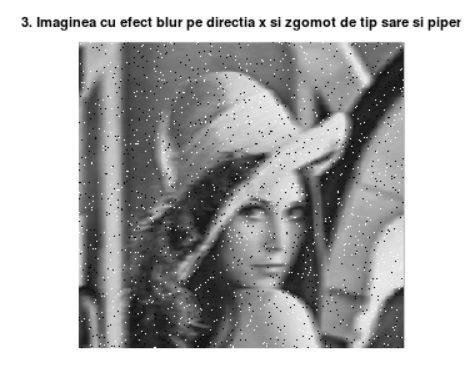 3. Imaginea cu efect blur pe directia x si zgomot de tip sare si piper